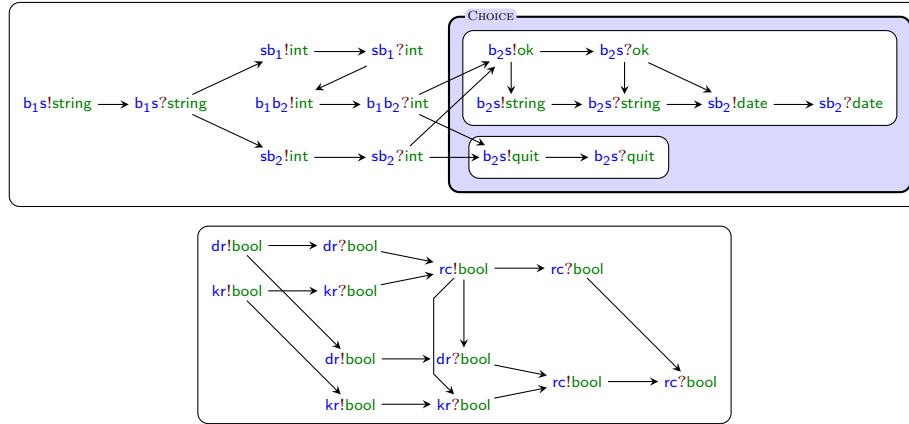 CHOICE
sb₁!int sb₁?int b₂s!ok b₂s?ok
b₁s!string b₁s?string b₁b₂!int b₁b₂?int b₂s!string b₂s?string sb₂!date sb₂?date
sb₂!int sb₂?int b₂s!quit b₂s?quit
dr!bool dr?bool
rc!bool rc?bool
kr!bool kr?bool
dr!bool dr?bool
rc!bool rc?bool
kr!bool kr?bool